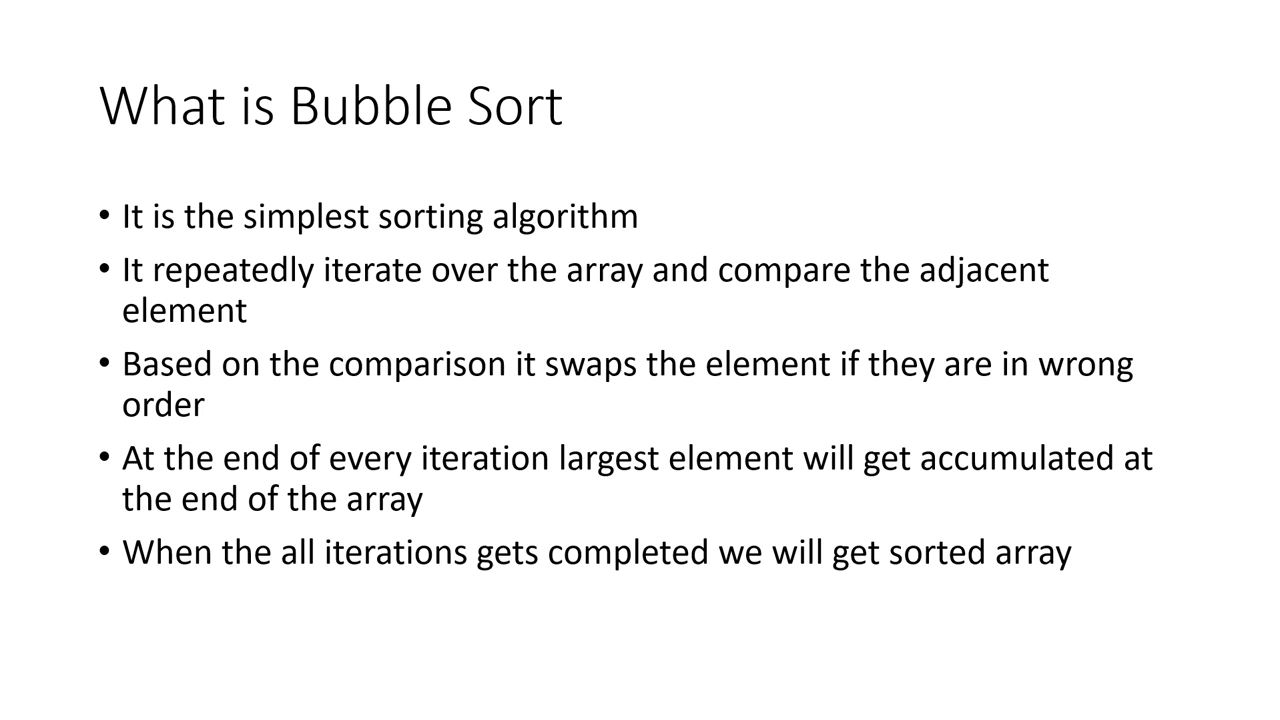 What is Bubble Sort
• It is the simplest sorting algorithm
• It repeatedly iterate over the array and compare the adjacent
element
• Based on the comparison it swaps the element if they are in wrong
order
• At the end of every iteration largest element will get accumulated at
the end of the array
• When the all iterations gets completed we will get sorted array